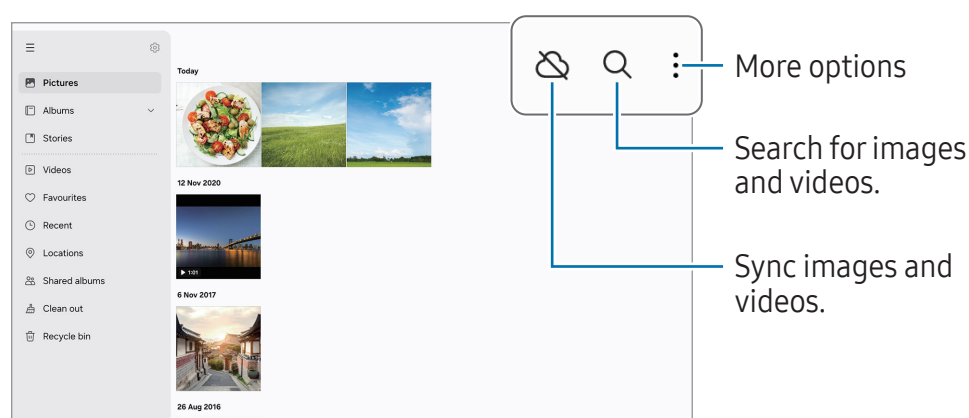 Pictures
Albums
Stories
Videos
Favourites
Recent
Locations
Shared albums
Clean out
Recycle bin
Today
12 Nov 2020
1:01
6 Nov 2017
26 Aug 2016
More options
Search for images
and videos.
Sync images and
videos.